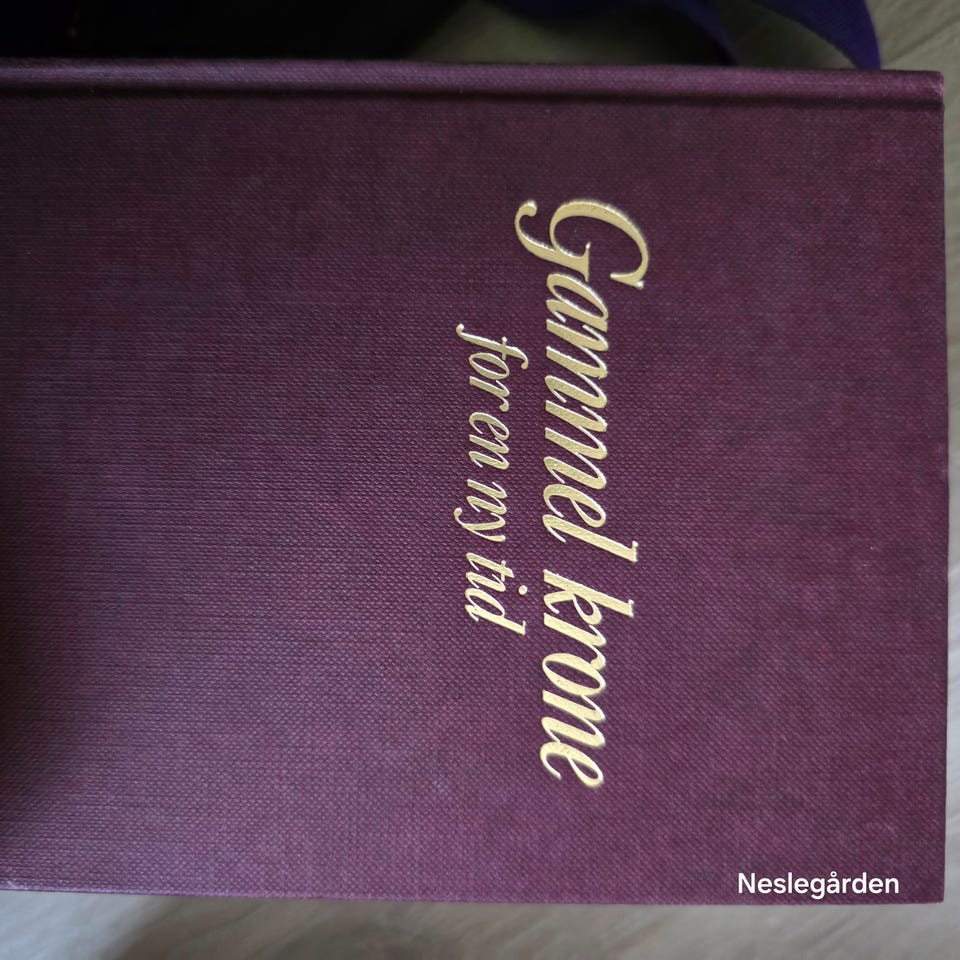 Gammel krone
for en ny tid
Neslegården